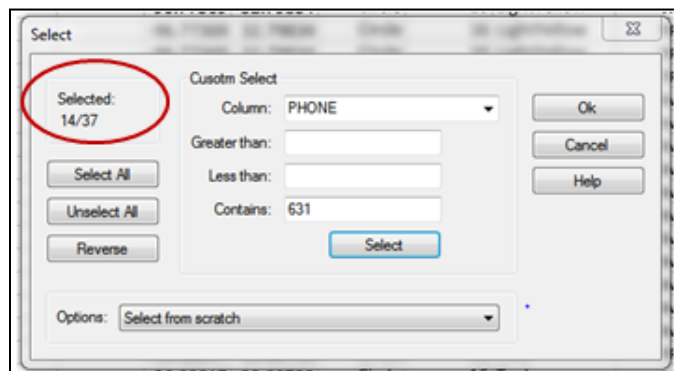 Select
Selected:
14/37
Select All
Unselect All
Reverse
Cusotm Select
Column: PHONE
Greater than:
Less than:
Contains: 631
Select
Ok
Cancel
Help
Options: Select from scratch